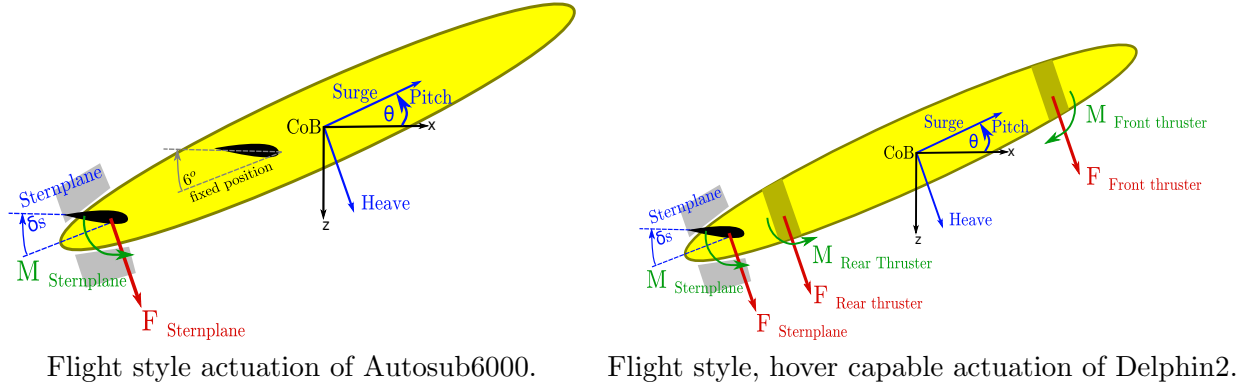 Surge
Pitch
θ
CoB
x
6°
fixed position
Sternplane
δs
Heave
z
M Sternplane
F Sternplane
Flight style actuation of Autosub6000.
Surge
Pitch
θ
CoB
x
M Front thruster
F Front thruster
Sternplane
δs
Heave
z
M Rear Thruster
M Sternplane
F Rear thruster
F Sternplane
Flight style, hover capable actuation of Delphin2.